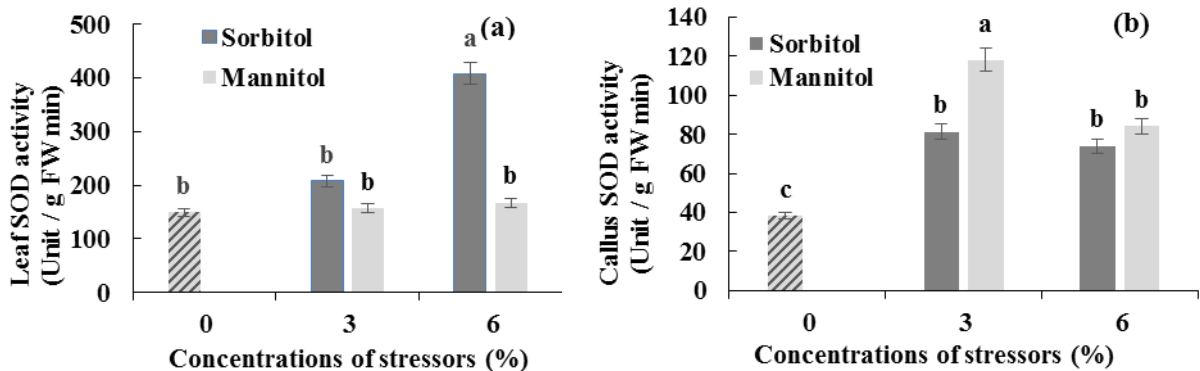 (a)
Sorbitol
Mannitol
500
400
300
200
100
0
b
b
b
a
b
0
3
6
Leaf SOD activity
(Unit / g FW min)
Concentrations of stressors (%)
(b)
Sorbitol
Mannitol
140
120
100
80
60
40
20
0
c
b
a
b
b
0
3
6
Callus SOD activity
(Unit / g FW min)
Concentrations of stressors (%)